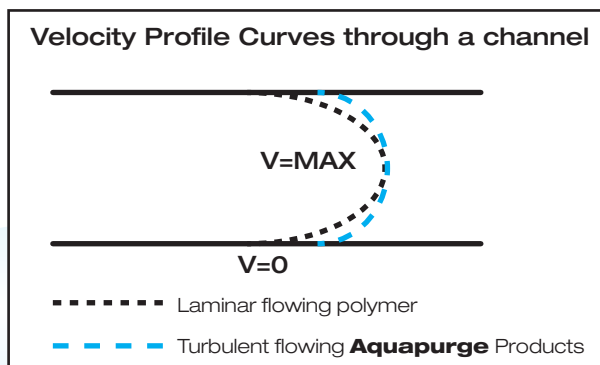 Velocity Profile Curves through a channel
V=MAX
V=0
Laminar flowing polymer
Turbulent flowing Aquapurge Products